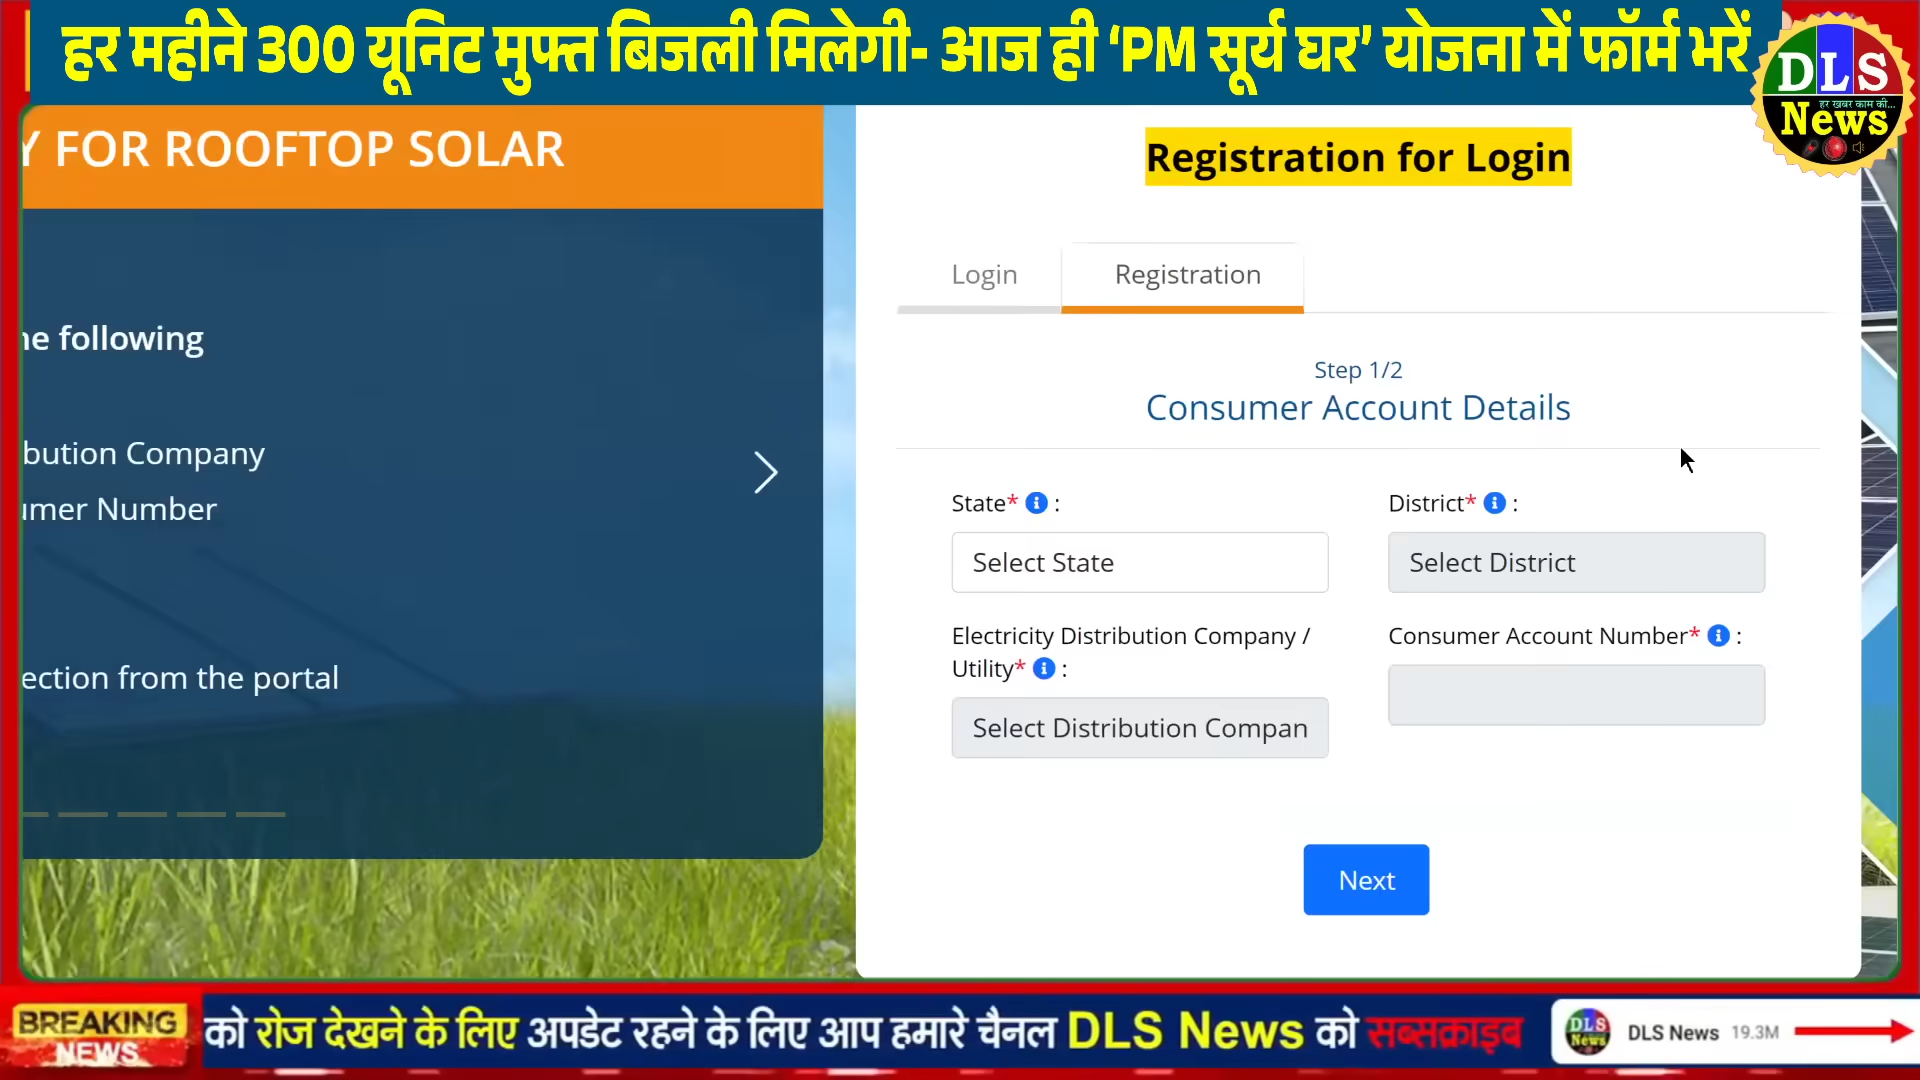 हर महीने 300 यूनिट मुफ्त बिजली मिलेगी- आज ही ‘PM सूर्य घर’ योजना में फॉर्म भरें
DLS
हर खबर काम की...
News
Y FOR ROOFTOP SOLAR
ne following
bution Company
umer Number
ection from the portal
Registration for Login
Login
Registration
Step 1/2
Consumer Account Details
State* :
District* :
Select State
Select District
Electricity Distribution Company /
Utility* :
Consumer Account Number* :
Select Distribution Compan
Next
BREAKING
NEWS
को रोज देखने के लिए अपडेट रहने के लिए आप हमारे चैनल DLS News को सब्सक्राइब
DLS
News
DLS News 19.3M